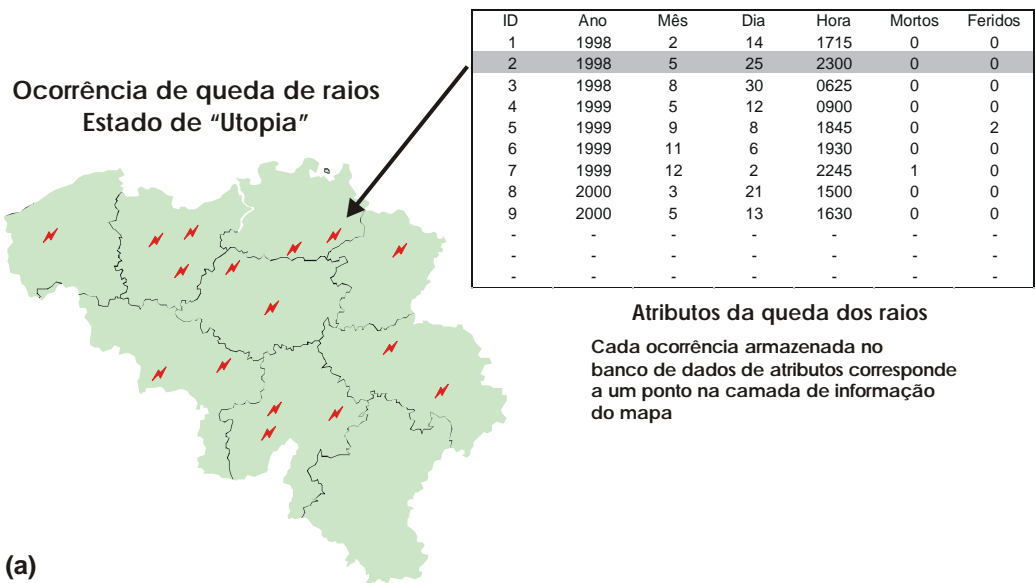 ID Ano Mês Dia Hora Mortos Feridos
1 1998 2 14 1715 0 0
2 1998 5 25 2300 0 0
3 1998 8 30 0625 0 0
4 1999 5 12 0900 0 0
5 1999 9 8 1845 0 2
6 1999 11 6 1930 0 0
7 1999 12 2 2245 1 0
8 2000 3 21 1500 0 0
9 2000 5 13 1630 0 0
- - - - - - -
- - - - - - -
- - - - - - -
Ocorrência de queda de raios
Estado de “Utopia”
Atributos da queda dos raios
Cada ocorrência armazenada no
banco de dados de atributos corresponde
a um ponto na camada de informação
do mapa
(a)